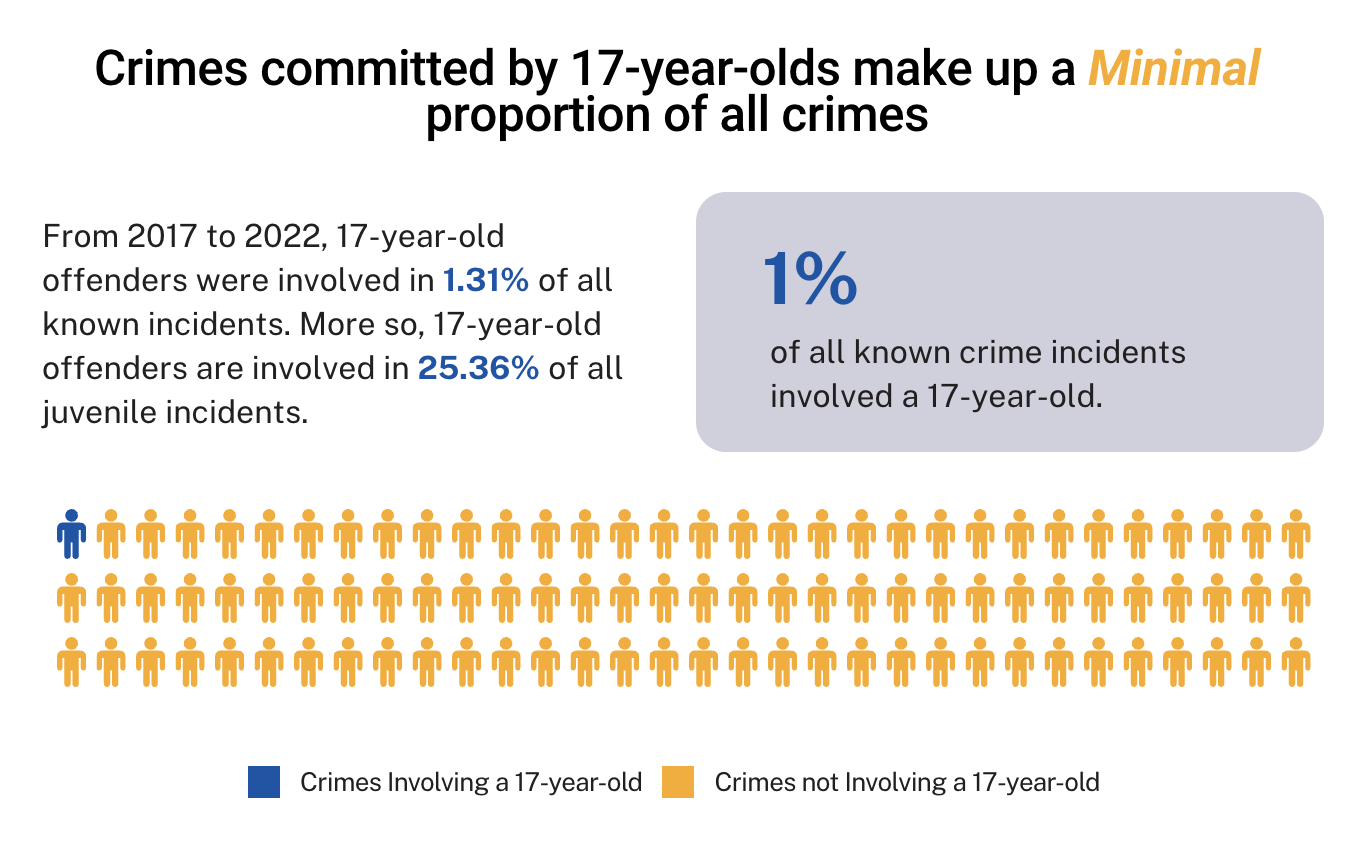 Crimes committed by 17-year-olds make up a Minimal
proportion of all crimes
From 2017 to 2022, 17-year-old
offenders were involved in 1.31% of all
known incidents. More so, 17-year-old
offenders are involved in 25.36% of all
juvenile incidents.
1%
of all known crime incidents
involved a 17-year-old.
Crimes Involving a 17-year-old
Crimes not Involving a 17-year-old